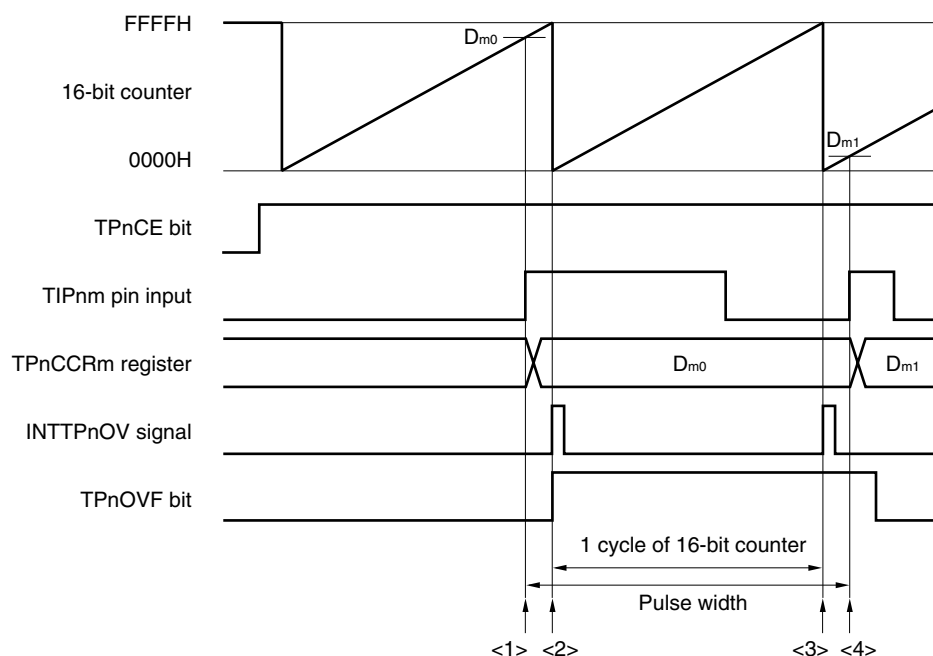 FFFFH
Dm0
16-bit counter
Dm1
0000H
TPnCE bit
TIPnm pin input
TPnCCRm register
Dm0
Dm1
INTTPnOV signal
TPnOVF bit
1 cycle of 16-bit counter
Pulse width
<1> <2> <3> <4>